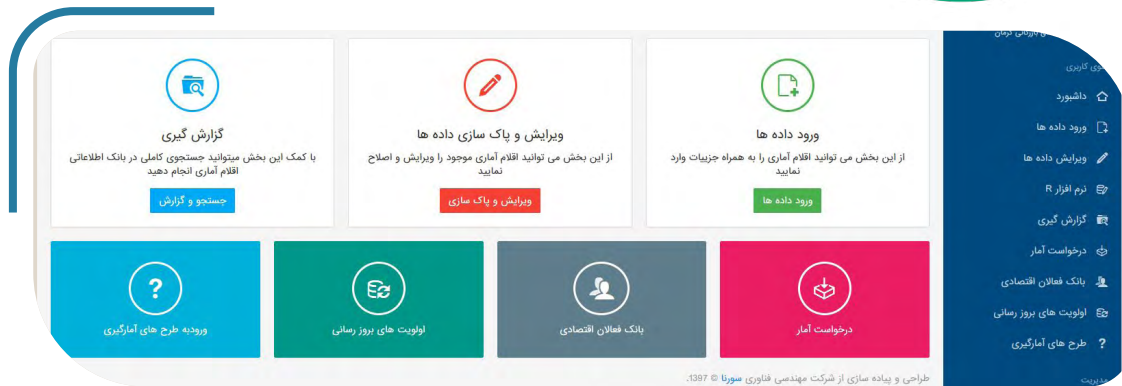 بازرگانی کرمان
کاربری
داشبورد
ورود داده ها
ویرایش داده ها
نرم افزار R
گزارش گیری
درخواست آمار
بانک فعالان اقتصادی
اولویت های بروز رسانی
طرح های آمارگیری
مدیریت
ورود داده ها
از این بخش می توانید اقلام آماری را به همراه جزییات وارد
نمایید
ورود داده ها
ویرایش و پاک سازی داده ها
از این بخش می توانید اقلام آماری موجود را ویرایش و اصلاح
نمایید
ویرایش و پاک سازی
گزارش گیری
با کمک این بخش میتوانید جستجوی کاملی در بانک اطلاعاتی
اقلام آماری انجام دهید
جستجو و گزارش
درخواست آمار
بانک فعالان اقتصادی
اولویت های بروز رسانی
ورودبه طرح های آمارگیری
طراحی و پیاده سازی از شرکت مهندسی فناوری سورنا © 1397.